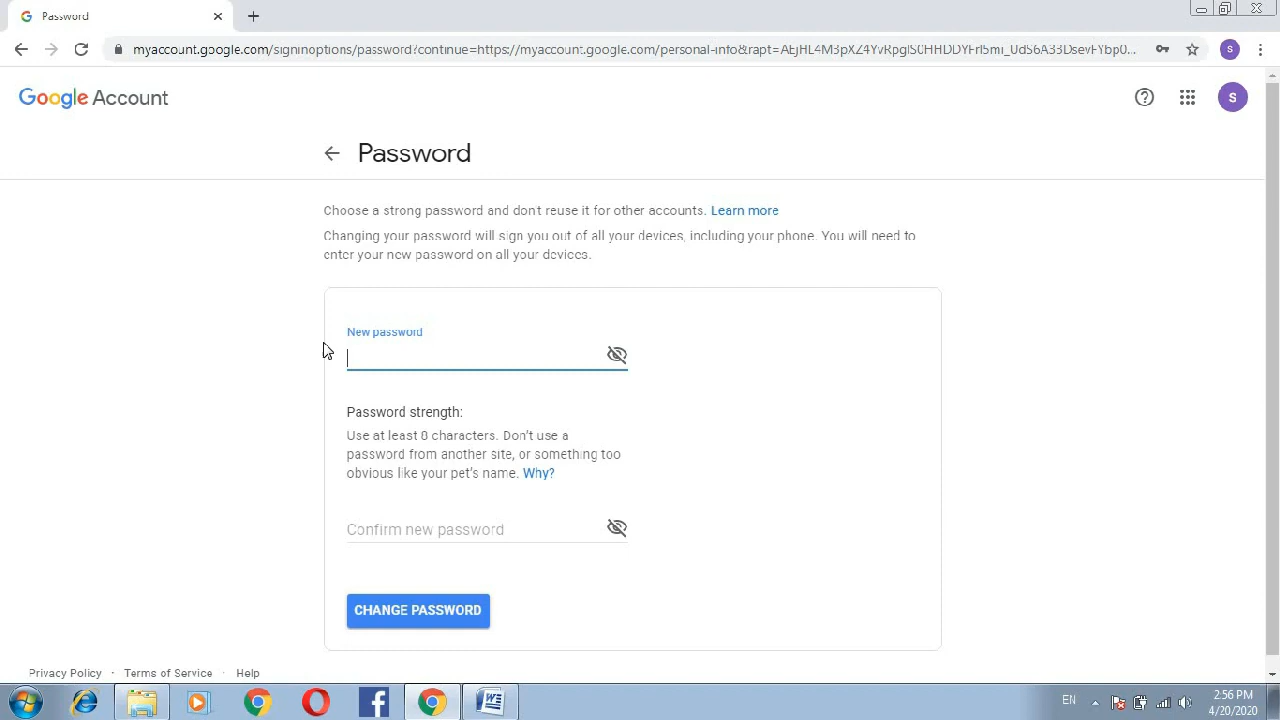 Password
myaccount.google.com/signinoptions/password?continue=https://myaccount.google.com/personal-info&rapt=
S
Google Account
S
Password
Choose a strong password and don't reuse it for other accounts. Learn more
Changing your password will sign you out of all your devices, including your phone. You will need to
enter your new password on all your devices.
New password
Password strength:
Use at least 8 characters. Don't use a
password from another site, or something too
obvious like your pet's name. Why?
Confirm new password
CHANGE PASSWORD
Privacy Policy · Terms of Service · Help
EN
2:56 PM
4/20/2020